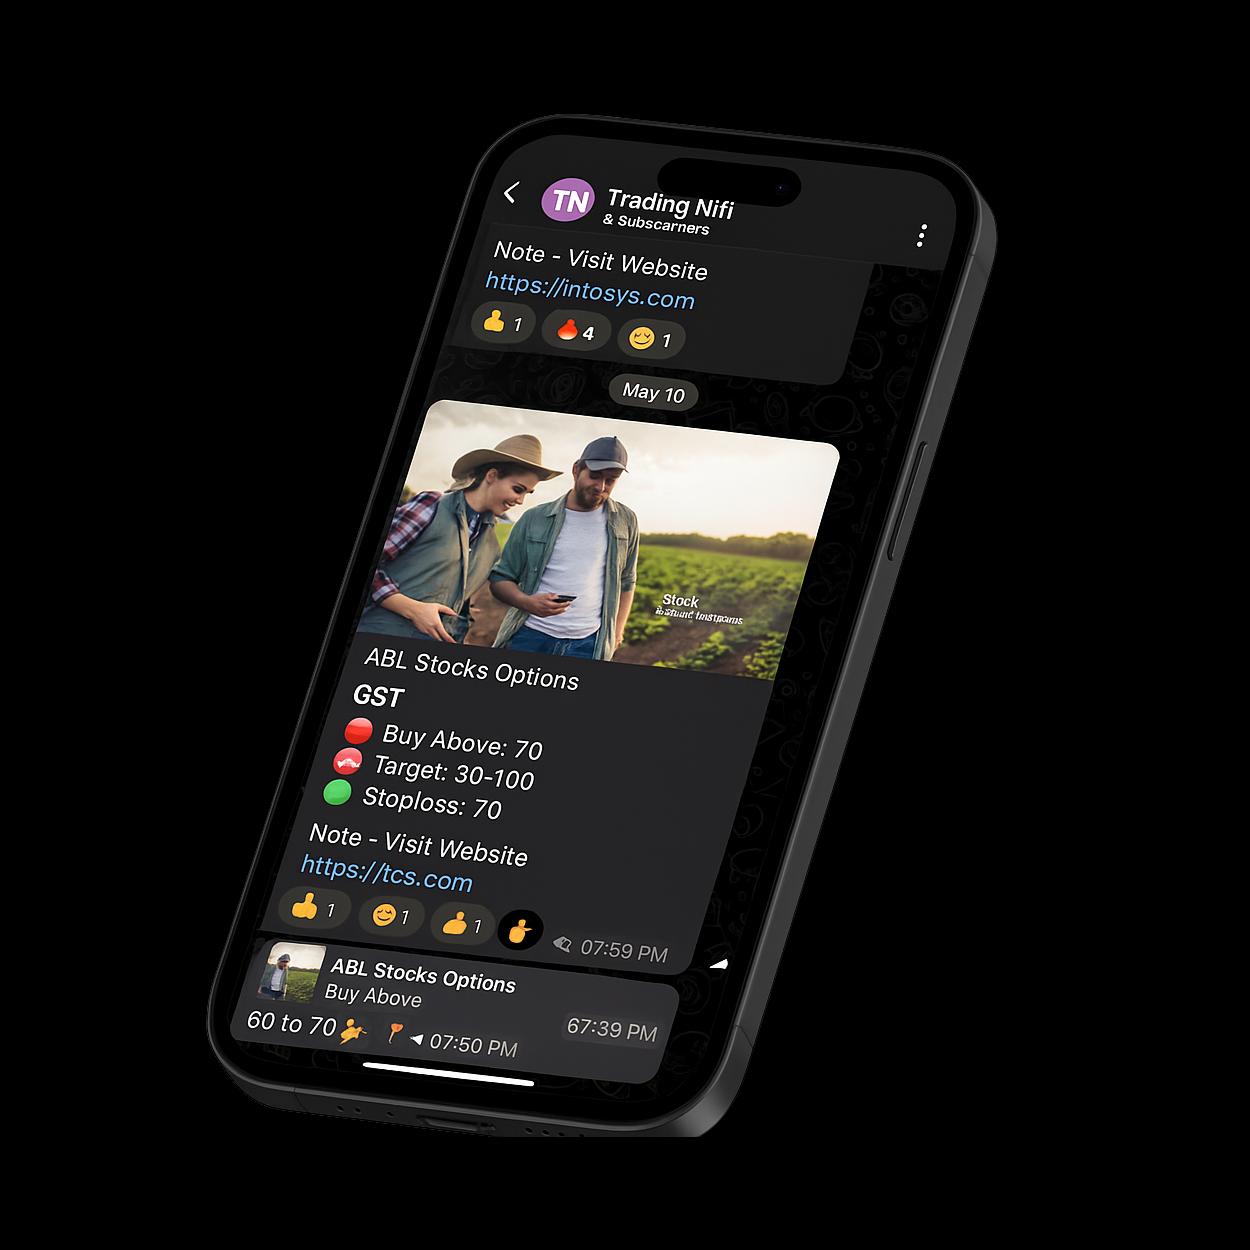 TN
Trading Nifi
& Subscarners
Note - Visit Website
https://intosys.com
1
4
1
May 10
Stock
ABL Stocks Options
GST
Buy Above: 70
Target: 30-100
Stoploss: 70
Note - Visit Website
https://tcs.com
1
1
1
07:59 PM
ABL Stocks Options
Buy Above
60 to 70
07:50 PM
67:39 PM